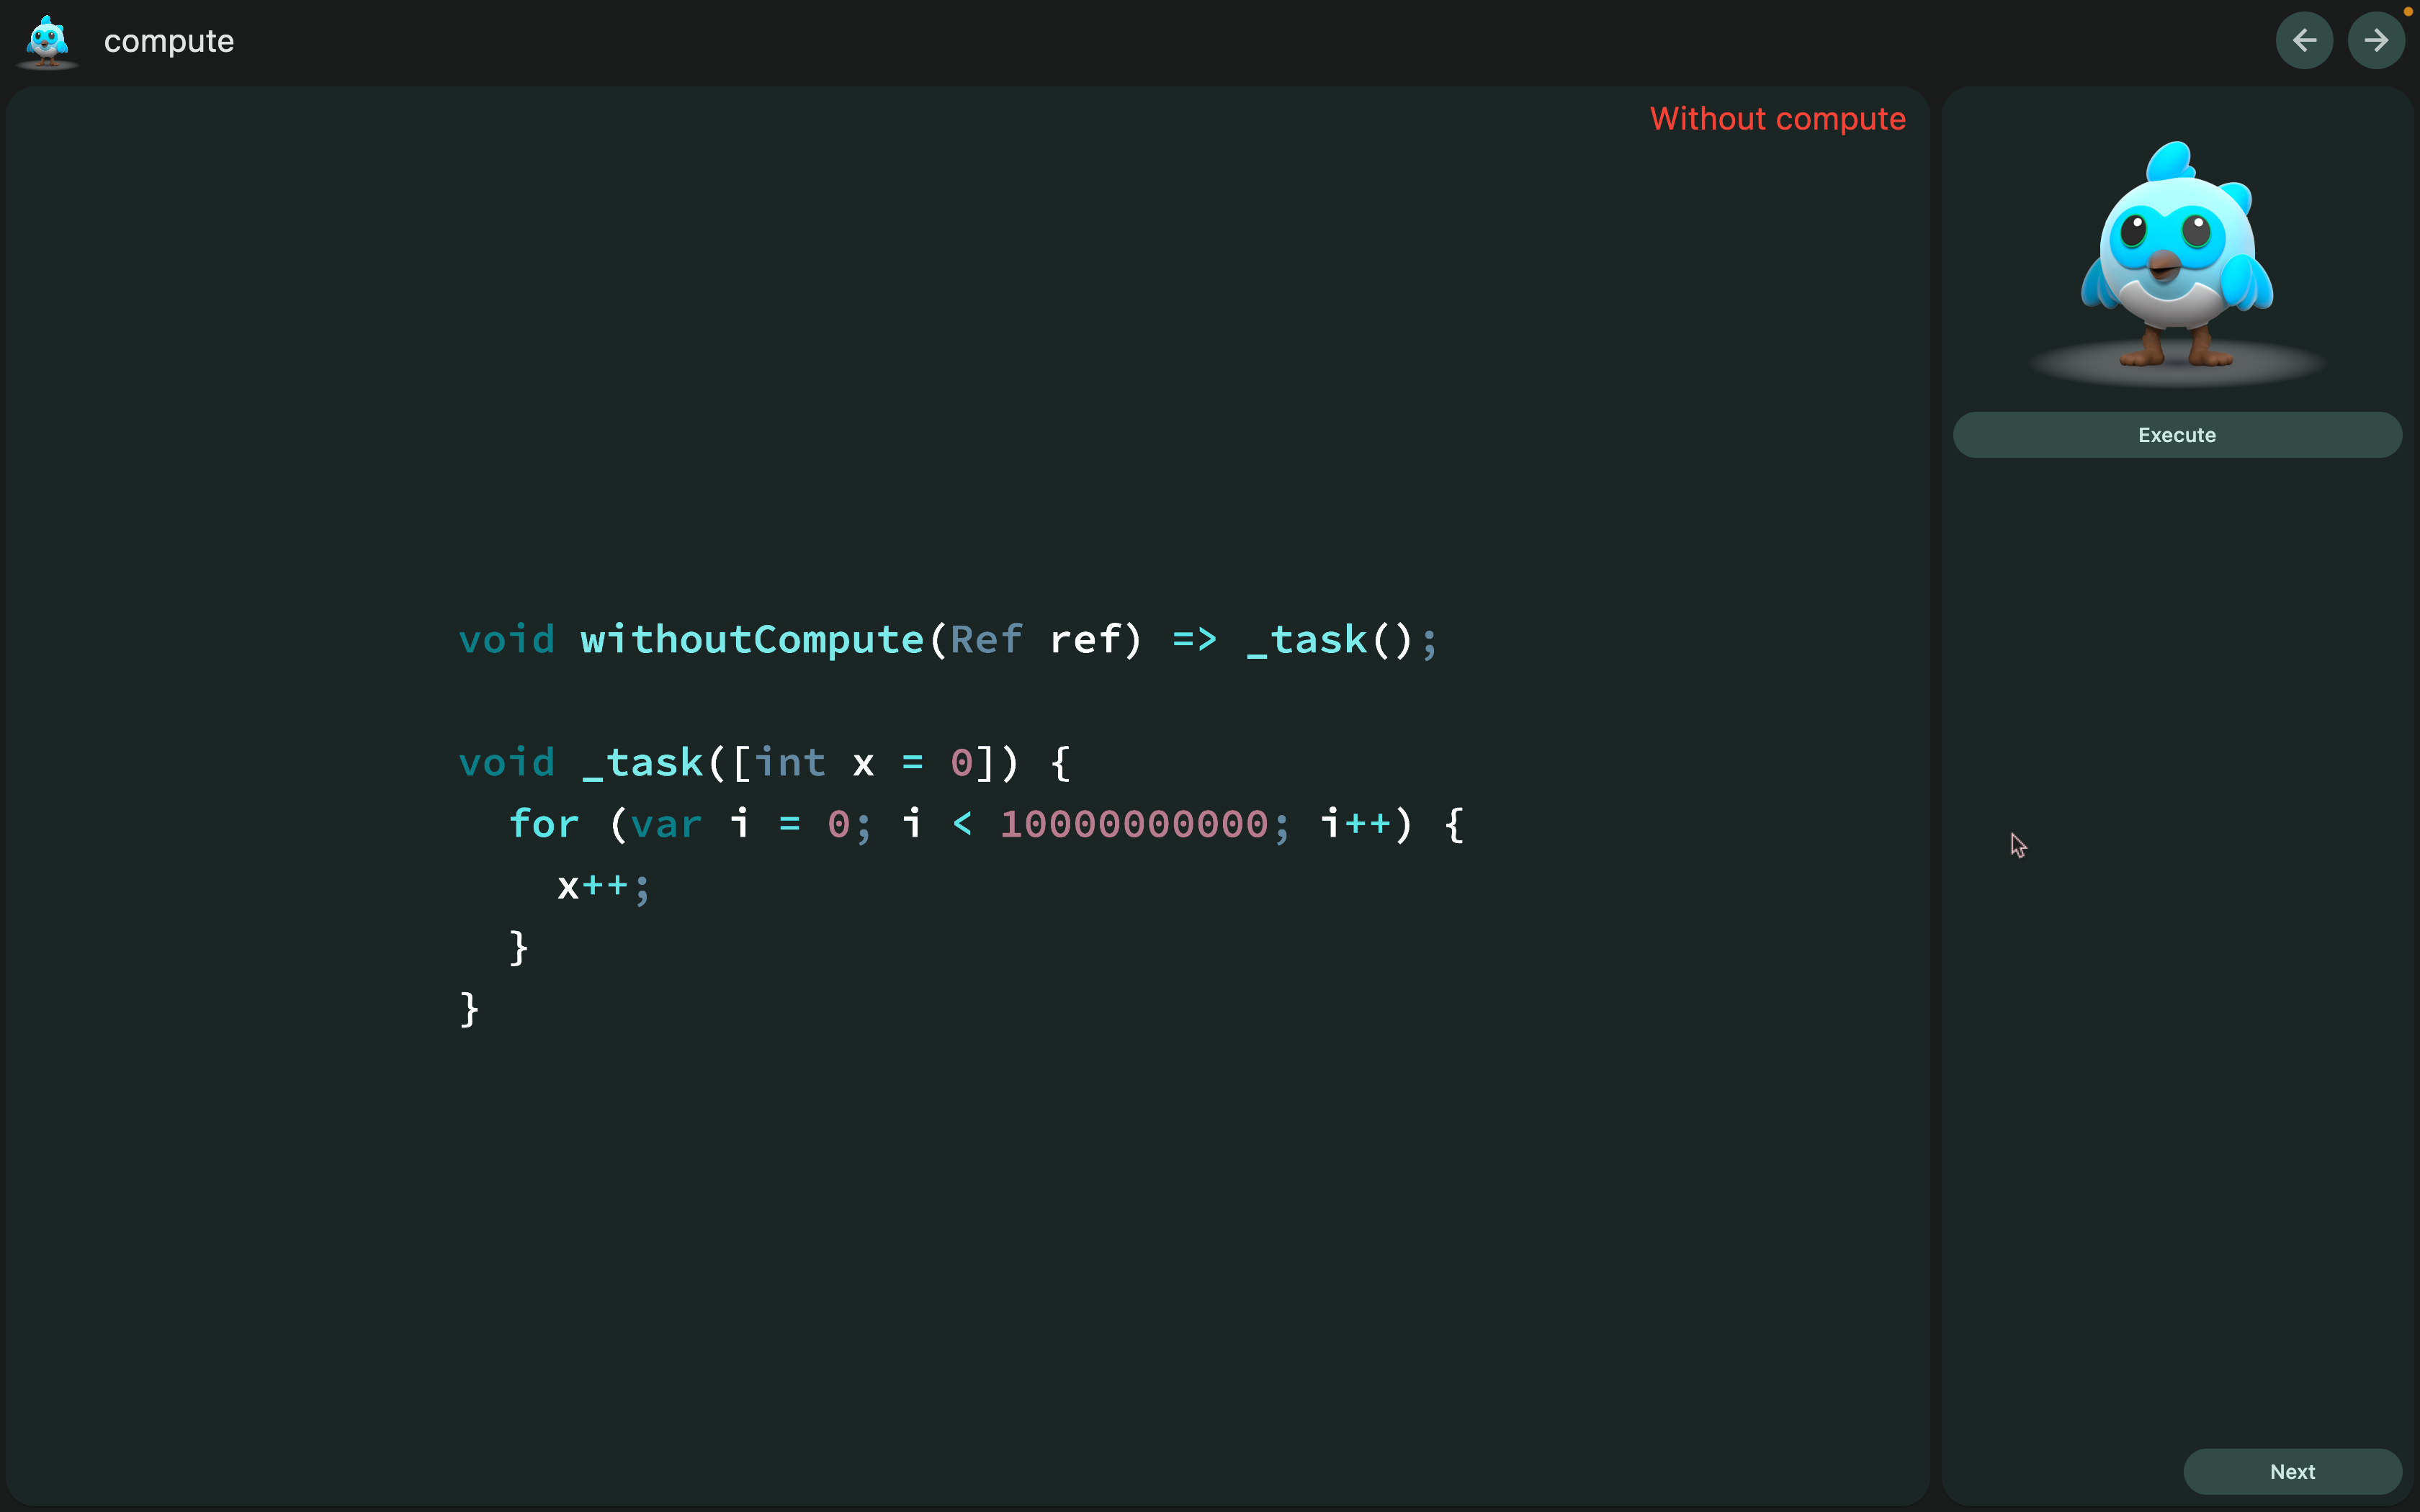 compute
Without compute
void withoutCompute(Ref ref) => _task();
void _task([int x = 0]) {
for (var i = 0; i < 10000000000; i++) {
x++;
}
}
Execute
Next